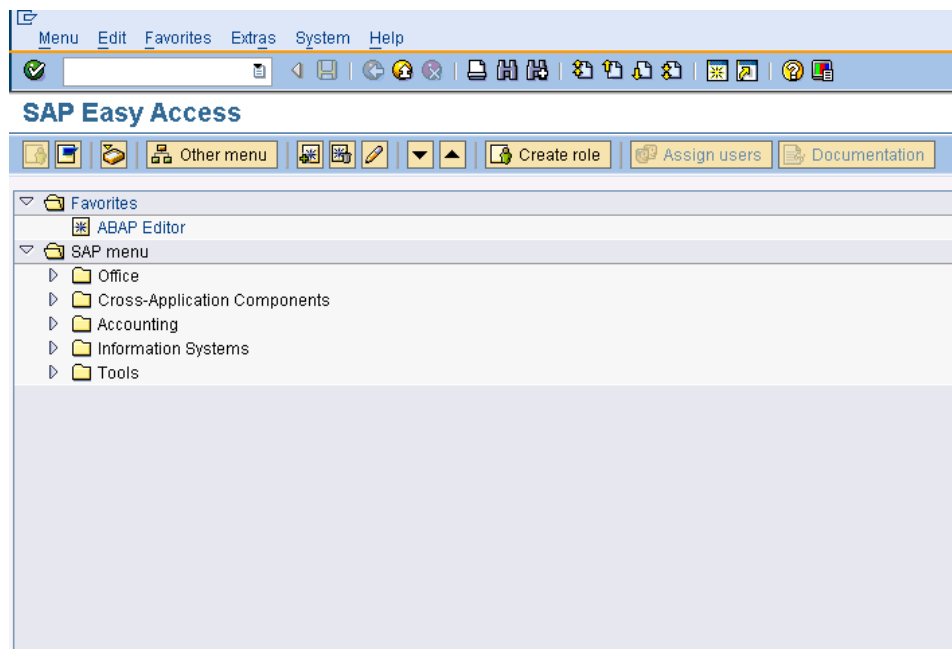 Menu Edit Favorites Extras System Help
SAP Easy Access
Other menu Create role Assign users Documentation
Favorites
ABAP Editor
SAP menu
Office
Cross-Application Components
Accounting
Information Systems
Tools